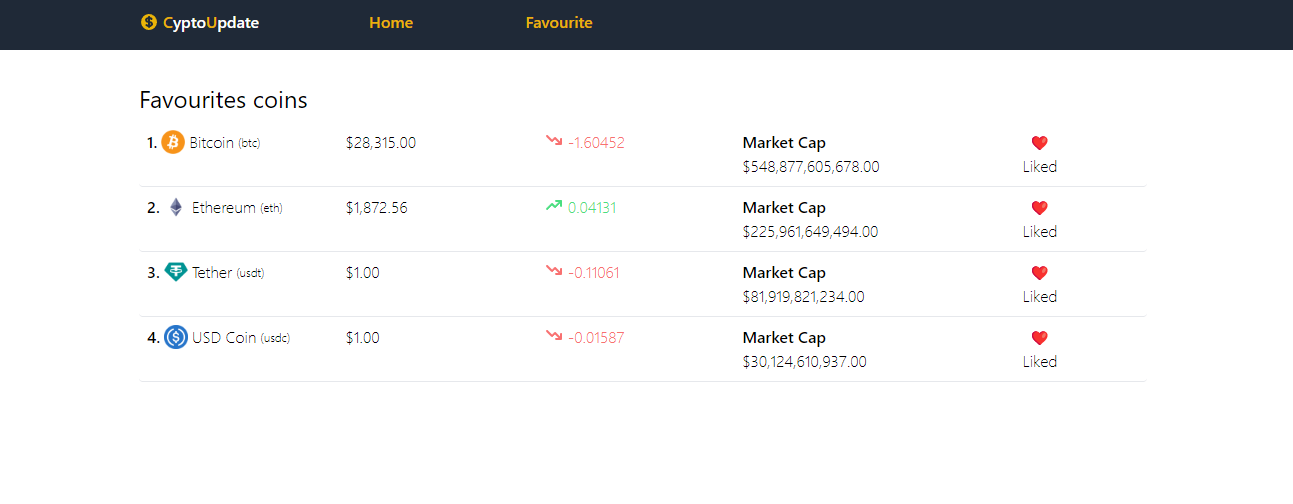 CyptoUpdate Home Favourite
Favourites coins
1. Bitcoin (btc) $28,315.00 -1.60452 Market Cap Liked
$548,877,605,678.00
2. Ethereum (eth) $1,872.56 0.04131 Market Cap
$225,961,649,494.00 Liked
3. Tether (usdt) $1.00 -0.11061 Market Cap
$81,919,821,234.00 Liked
4. USD Coin (usdc) $1.00 -0.01587 Market Cap
$30,124,610,937.00 Liked